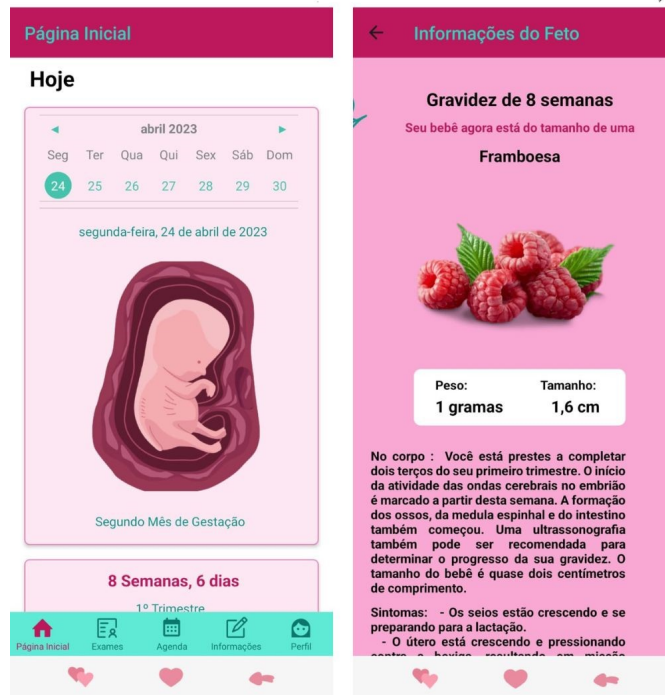 Página Inicial
Hoje
abril 2023
Seg Ter Qua Qui Sex Sáb Dom
24 25 26 27 28 29 30
segunda-feira, 24 de abril de 2023
Segundo Mês de Gestação
8 Semanas, 6 dias
1º Trimestre
Página Inicial Exames Agenda Informações Perfil
Informações do Feto
Gravidez de 8 semanas
Seu bebê agora está do tamanho de uma
Framboesa
Peso: Tamanho:
1 gramas 1,6 cm
No corpo : Você está prestes a completar
dois terços do seu primeiro trimestre. O início
da atividade das ondas cerebrais no embrião
é marcado a partir desta semana. A formação
dos ossos, da medula espinhal e do intestino
também começou. Uma ultrassonografia
também pode ser recomendada para
determinar o progresso da sua gravidez. O
tamanho do bebê é quase dois centímetros
de comprimento.
Sintomas: - Os seios estão crescendo e se
preparando para a lactação.
- O útero está crescendo e pressionando
contra a bexiga, resultando em micção